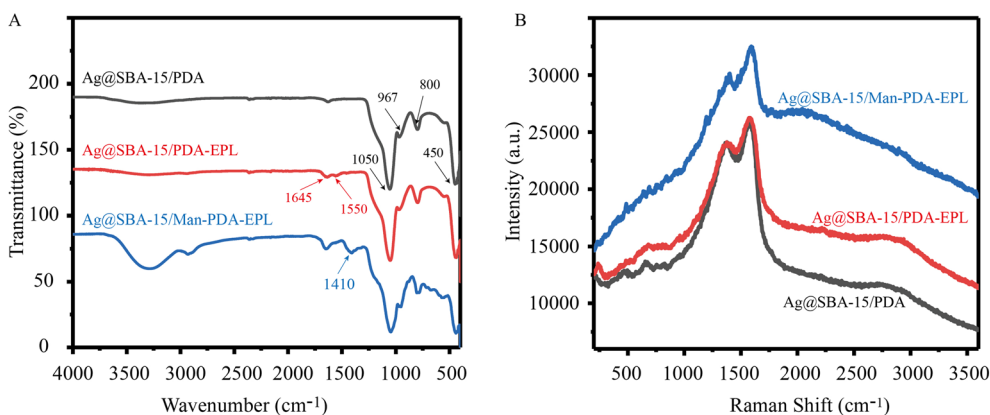 A
Transmittance (%)
200
150
100
50
0
Ag@SBA-15/PDA
967
800
Ag@SBA-15/PDA-EPL
1050
450
1645
1550
Ag@SBA-15/Man-PDA-EPL
1410
4000 3500 3000 2500 2000 1500 1000 500
Wavenumber (cm-1)
B
Intensity (a.u.)
30000
25000
20000
15000
10000
Ag@SBA-15/Man-PDA-EPL
Ag@SBA-15/PDA-EPL
Ag@SBA-15/PDA
500 1000 1500 2000 2500 3000 3500
Raman Shift (cm-1)